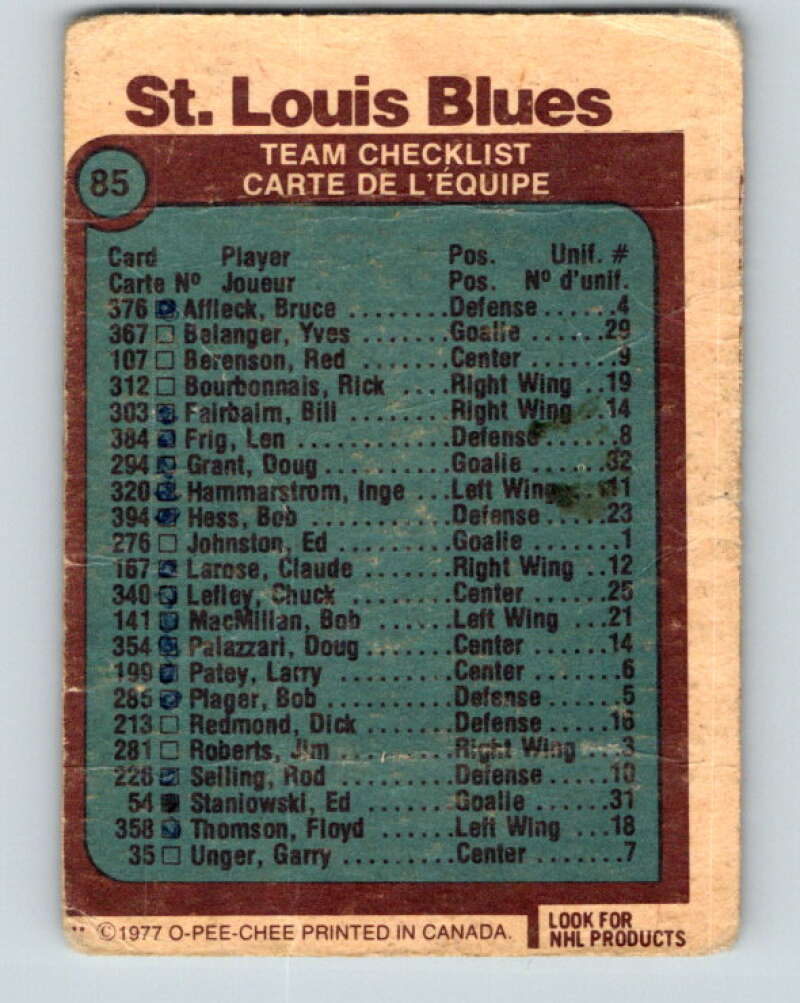 St. Louis Blues
85
TEAM CHECKLIST
CARTE DE L'ÉQUIPE
Card Player Pos. Unif. #
Carte Nº Joueur Pos. Nº d'unif.
376 Affleck, Bruce ......... Defense ......4
367 □ Belanger, Yves ........ Goalie ......29
107 □ Berenson, Red ....... Center ........9
312 □ Bourbonnais, Rick .... Right Wing ..19
303 Fairbairn, Bill ......... Right Wing ..14
384 Frig, Len ............. Defense .......8
294 Grant, Doug .......... Goalie ......32
320 Hammarstrom, Inge ... Left Wing ...11
394 Hess, Bob ............ Defense .....23
276 □ Johnston, Ed ......... Goalie ........1
167 Larose, Claude ....... Right Wing ..12
340 Lefley, Chuck ........ Center ......25
141 MacMillan, Bob ...... Left Wing ...21
354 Palazzari, Doug ...... Center ......14
199 Patey, Larry .......... Center .......6
285 Plager, Bob .......... Defense ......5
213 □ Redmond, Dick ...... Defense .....16
281 □ Roberts, Jim ......... Right Wing ...3
226 Seiling, Rod .......... Defense .....10
54 Staniowski, Ed ....... Goalie ......31
358 Thomson, Floyd ...... Left Wing ...18
35 □ Unger, Garry ......... Center .......7
** ©1977 O-PEE-CHEE PRINTED IN CANADA.
LOOK FOR
NHL PRODUCTS